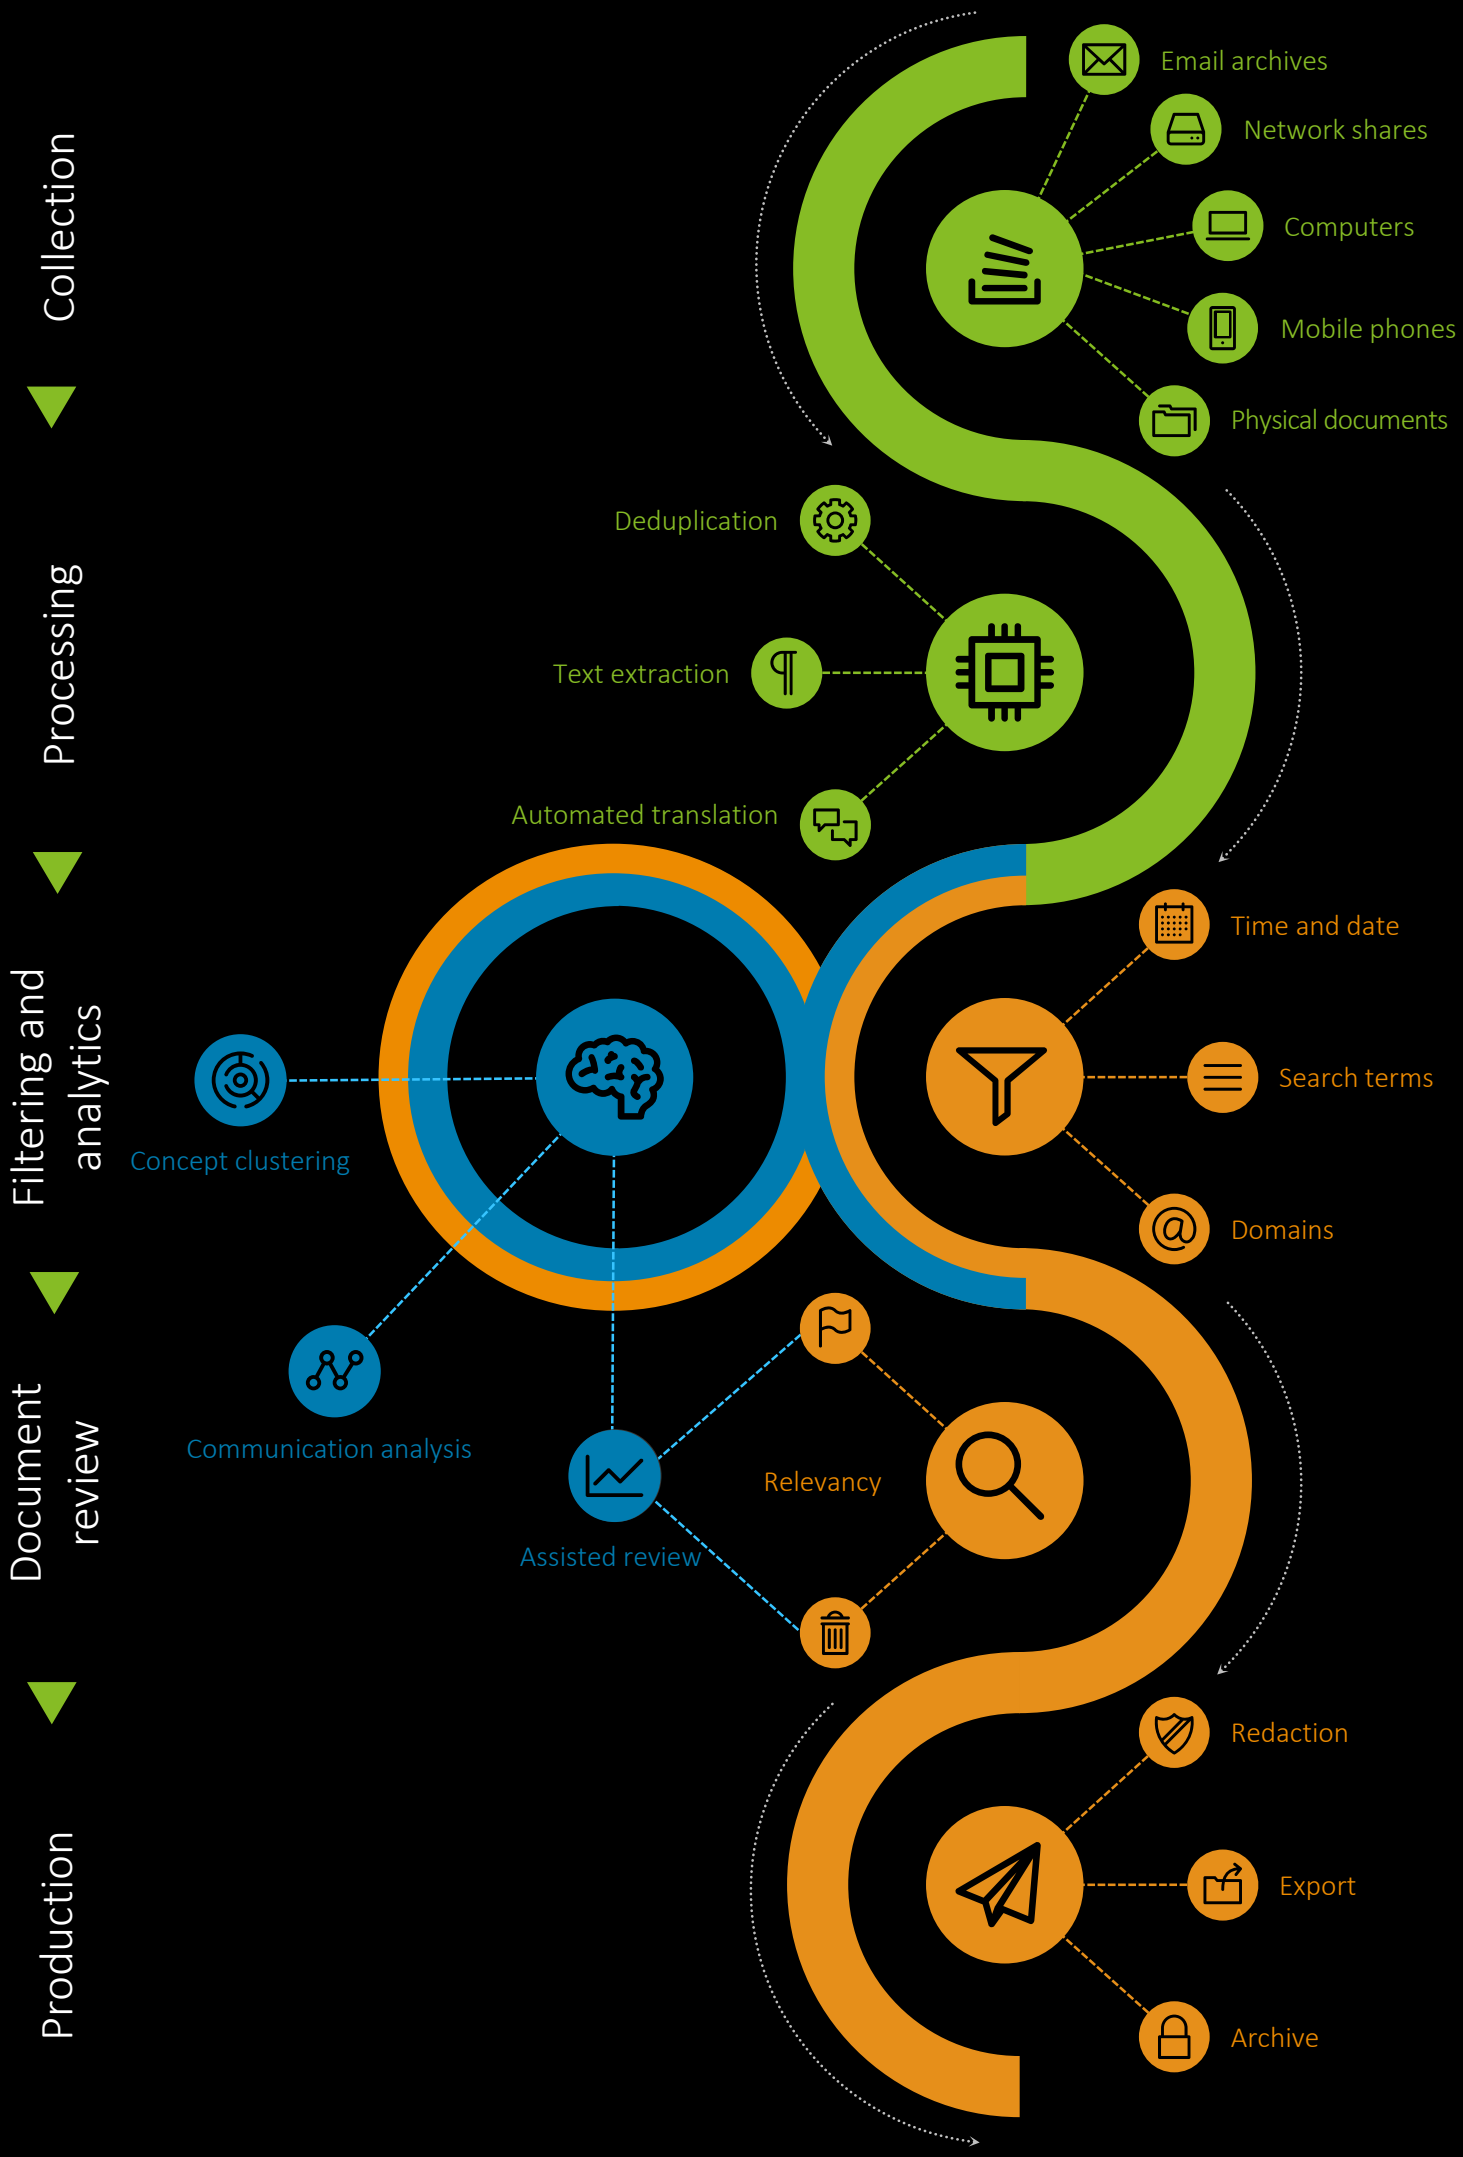 Collection
Email archives
Network shares
Computers
Mobile phones
Physical documents
Processing
Deduplication
Text extraction
Automated translation
Filtering and
analytics
Time and date
Search terms
Domains
Concept clustering
Communication analysis
Assisted review
Document
review
Relevancy
Production
Redaction
Export
Archive